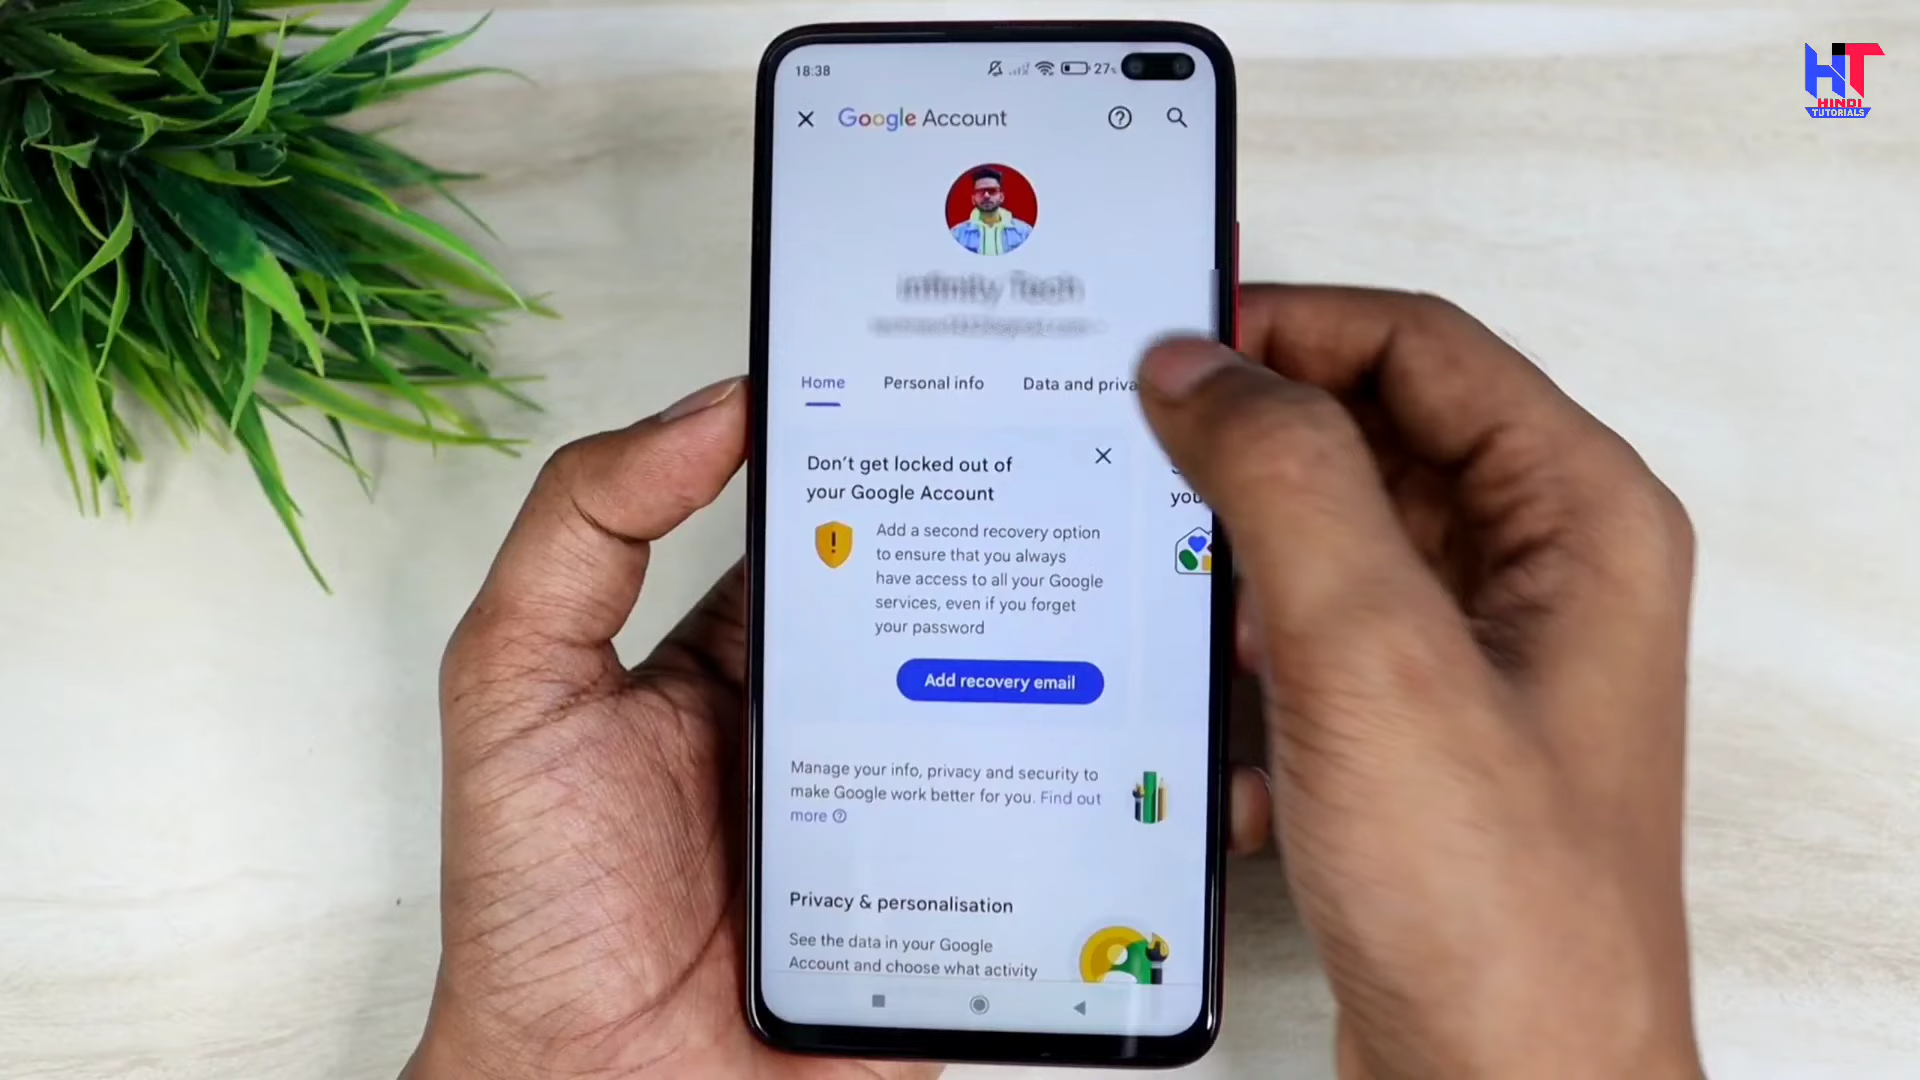 18:38
27%
HT
HINDI
TUTORIALS
Google Account
Infinity Tech
Home
Personal info
Data and priva
Don't get locked out of
your Google Account
Add a second recovery option
to ensure that you always
have access to all your Google
services, even if you forget
your password
Add recovery email
you
Manage your info, privacy and security to
make Google work better for you. Find out
more
Privacy & personalisation
See the data in your Google
Account and choose what activity